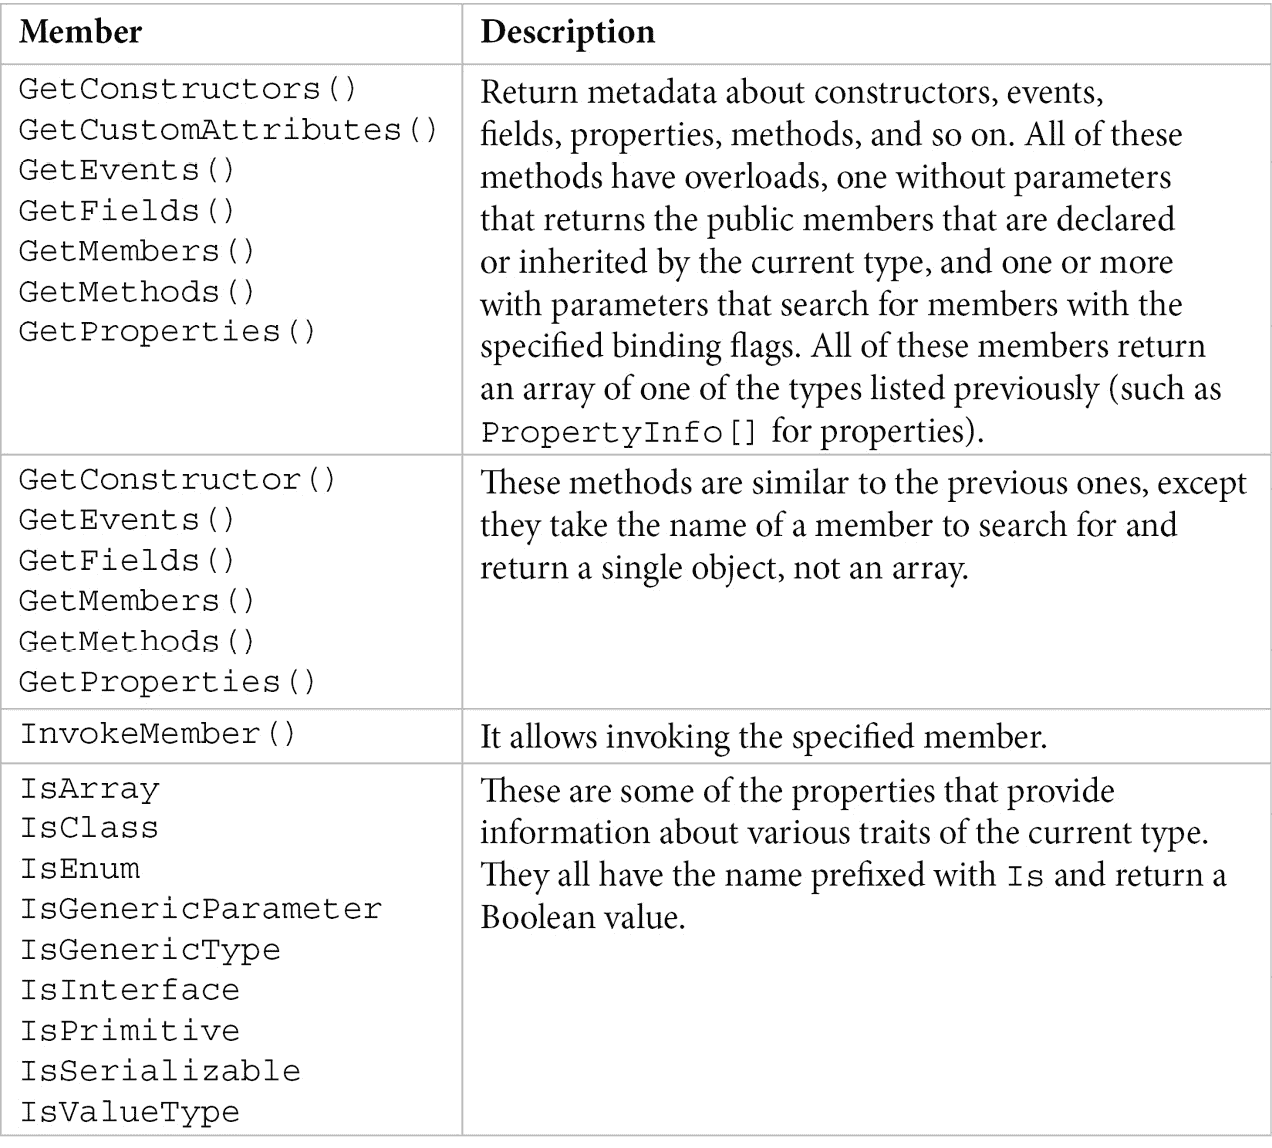 Member
Description
GetConstructors()
GetCustomAttributes()
GetEvents()
GetFields()
GetMembers()
GetMethods()
GetProperties()
Return metadata about constructors, events,
fields, properties, methods, and so on. All of these
methods have overloads, one without parameters
that returns the public members that are declared
or inherited by the current type, and one or more
with parameters that search for members with the
specified binding flags. All of these members return
an array of one of the types listed previously (such as
PropertyInfo[] for properties).
GetConstructor()
GetEvents()
GetFields()
GetMembers()
GetMethods()
GetProperties()
These methods are similar to the previous ones, except
they take the name of a member to search for and
return a single object, not an array.
InvokeMember()
It allows invoking the specified member.
IsArray
IsClass
IsEnum
IsGenericParameter
IsGenericType
IsInterface
IsPrimitive
IsSerializable
IsValueType
These are some of the properties that provide
information about various traits of the current type.
They all have the name prefixed with Is and return a
Boolean value.